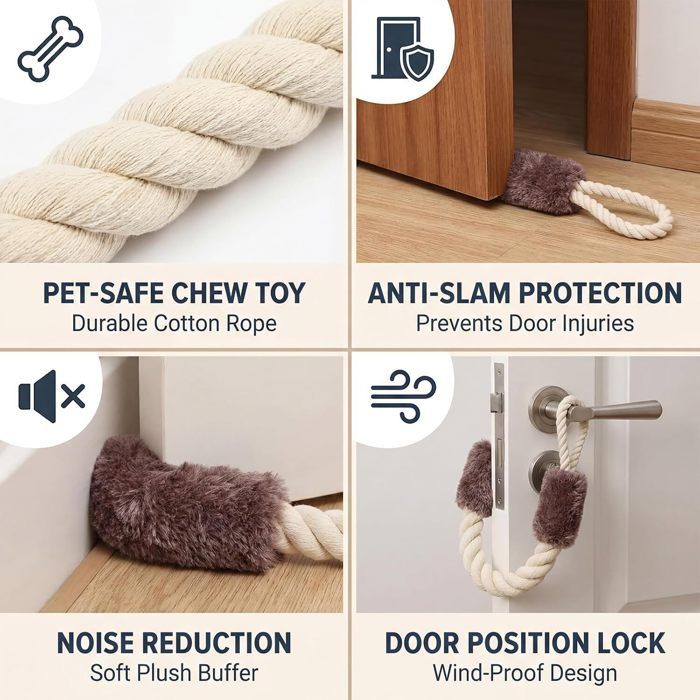 PET-SAFE CHEW TOY
Durable Cotton Rope
ANTI-SLAM PROTECTION
Prevents Door Injuries
NOISE REDUCTION
Soft Plush Buffer
DOOR POSITION LOCK
Wind-Proof Design